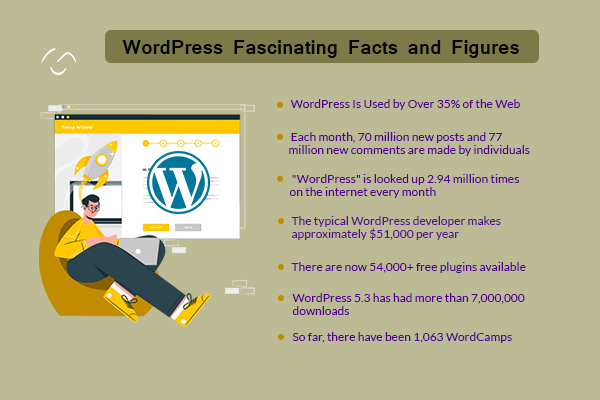 WordPress Fascinating Facts and Figures
WordPress Is Used by Over 35% of the Web
Each month, 70 million new posts and 77
million new comments are made by individuals
"WordPress" is looked up 2.94 million times
on the internet every month
The typical WordPress developer makes
approximately $51,000 per year
There are now 54,000+ free plugins available
WordPress 5.3 has had more than 7,000,000
downloads
So far, there have been 1,063 WordCamps
Setup Wizard
W